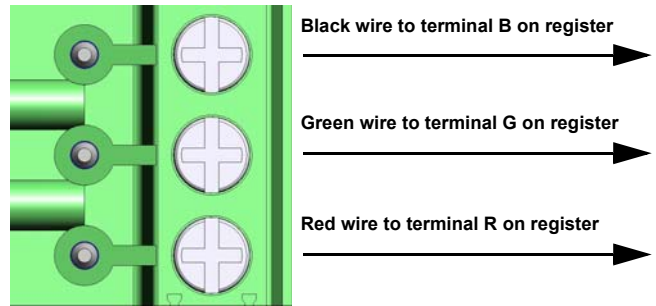 Black wire to terminal B on register
Green wire to terminal G on register
Red wire to terminal R on register